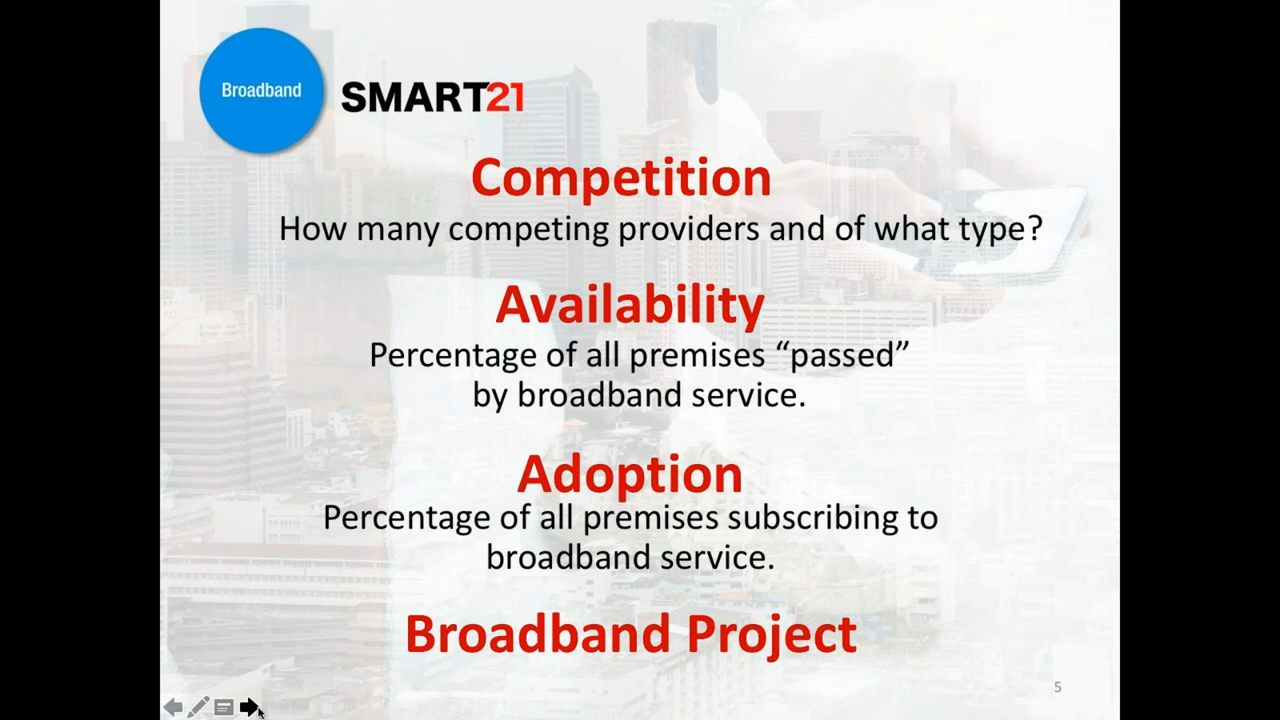 Broadband
SMART21
Competition
How many competing providers and of what type?
Availability
Percentage of all premises “passed”
by broadband service.
Adoption
Percentage of all premises subscribing to
broadband service.
Broadband Project
5